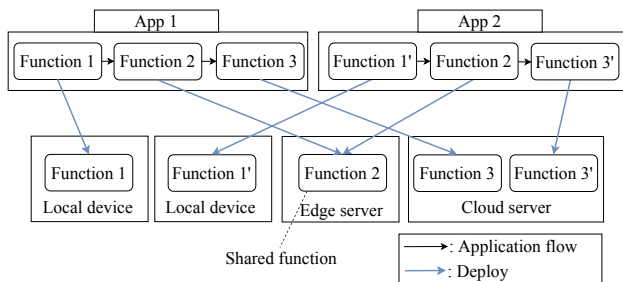 App 1
App 2
Function 1
Function 2
Function 3
Function 1'
Function 2
Function 3'
Function 1
Function 1'
Function 2
Function 3
Function 3'
Local device
Local device
Edge server
Cloud server
Shared function
: Application flow
: Deploy